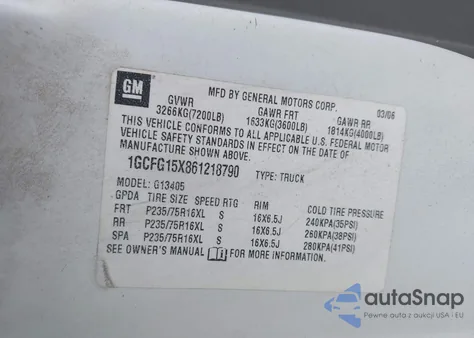 GM
MFD BY GENERAL MOTORS CORP. 03/06
GVWR GAWR FRT GAWR RR
3266KG(7200LB) 1633KG(3600LB) 1814KG(4000LB)
THIS VEHICLE CONFORMS TO ALL APPLICABLE U.S. FEDERAL MOTOR
VEHICLE SAFETY STANDARDS IN EFFECT ON THE DATE OF
MANUFACTURE SHOWN ABOVE.
1GCFG15X861218790 TYPE: TRUCK
MODEL: G13405
GPDA TIRE SIZE SPEED RTG RIM COLD TIRE PRESSURE
FRT P235/75R16XL S 16X6.5J 240KPA(35PSI)
RR P235/75R16XL S 16X6.5J 260KPA(38PSI)
SPA P235/75R16XL S 16X6.5J 280KPA(41PSI)
SEE OWNER'S MANUAL FOR MORE INFORMATION.
autoSnap
Pewne auta z aukcji USA i EU